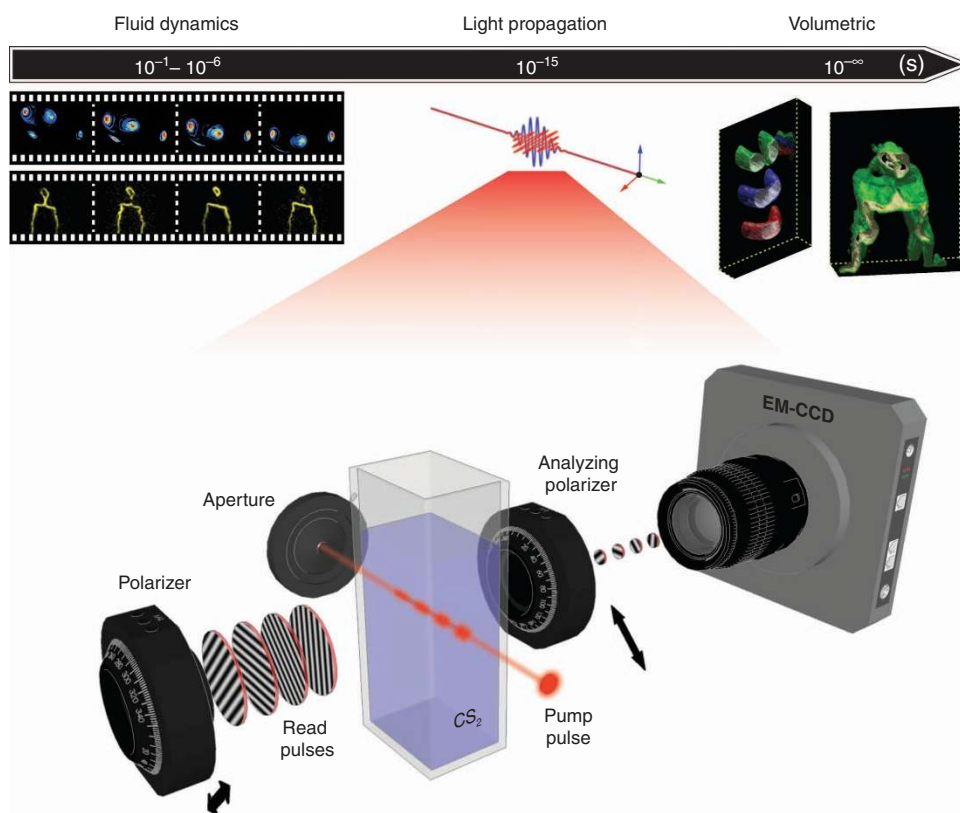 Fluid dynamics
Light propagation
Volumetric
10⁻¹– 10⁻⁶
10⁻¹⁵
10⁻∞
(s)
EM-CCD
Analyzing
polarizer
Aperture
Polarizer
Read
pulses
CS₂
Pump
pulse